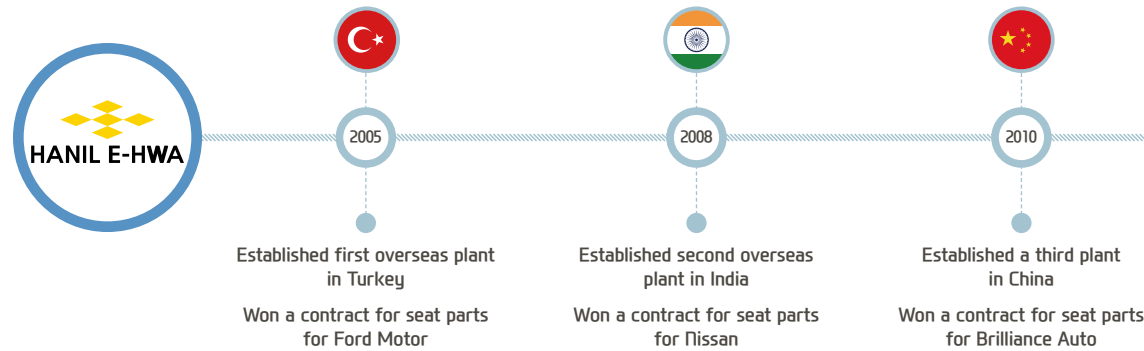 HANIL E-HWA
2005
Established first overseas plant
in Turkey
Won a contract for seat parts
for Ford Motor
2008
Established second overseas
plant in India
Won a contract for seat parts
for Nissan
2010
Established a third plant
in China
Won a contract for seat parts
for Brilliance Auto